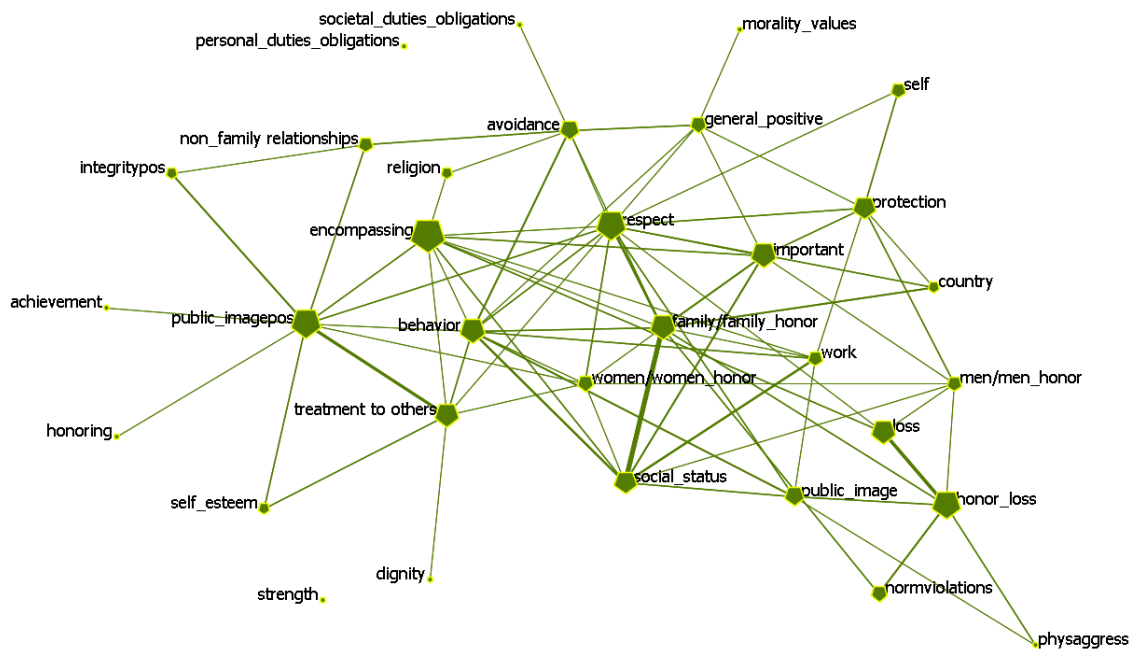 societal_duties_obligations
morality_values
personal_duties_obligations
self
general_positive
avoidance
non_family relationships
integritypos
religion
protection
respect
encompassing
important
country
achievement
public_imagepos
behavior
family/family_honor
work
women/women_honor
men/men_honor
treatment to others
loss
honoring
social_status
public_image
honor_loss
self_esteem
dignity
normviolations
strength
physaggress